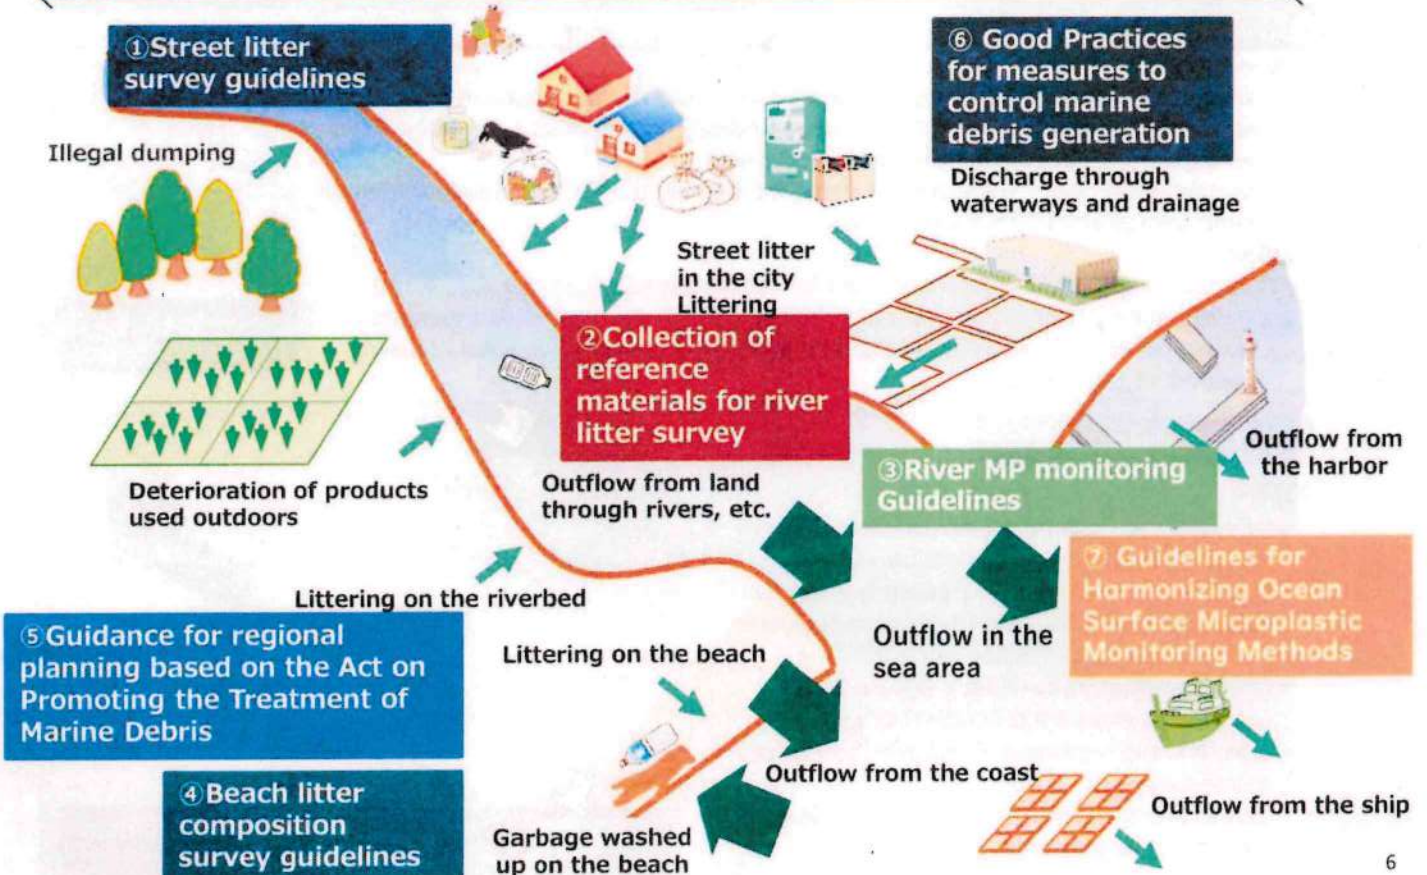 ①Street litter
survey guidelines
⑥ Good Practices
for measures to
control marine
debris generation
Illegal dumping
Discharge through
waterways and drainage
Street litter
in the city
Littering
②Collection of
reference
materials for river
litter survey
Outflow from
the harbor
③River MP monitoring
Guidelines
Deterioration of products
used outdoors
Outflow from land
through rivers, etc.
⑦ Guidelines for
Harmonizing Ocean
Surface Microplastic
Monitoring Methods
Littering on the riverbed
⑤Guidance for regional
planning based on the Act on
Promoting the Treatment of
Marine Debris
Littering on the beach
Outflow in the
sea area
Outflow from the coast
Outflow from the ship
④Beach litter
composition
survey guidelines
Garbage washed
up on the beach
6